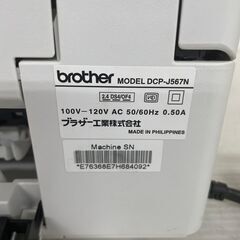 brother MODEL DCP-J567N
2.4 DS4/OF4
100V-120V AC 50/60Hz 0.50A
ブラザー工業株式会社
MADE IN PHILIPPINES
Machine SN
*E76368E7H684092*